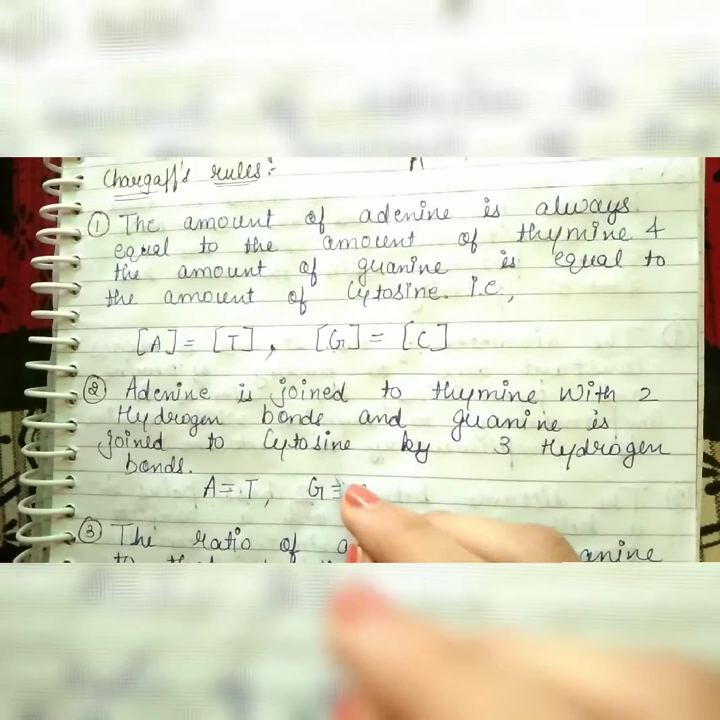 Chargaff's rules:
① The amount of adenine is always
equal to the amount of thymine &
the amount of guanine is equal to
the amount of Cytosine. i.e.,
[A] = [T], [G] = [C]
② Adenine is joined to thymine with 2
Hydrogen bonds and guanine is
joined to Cytosine by 3 Hydrogen
bonds.
A = T, G ≡
③ The ratio of anine
to